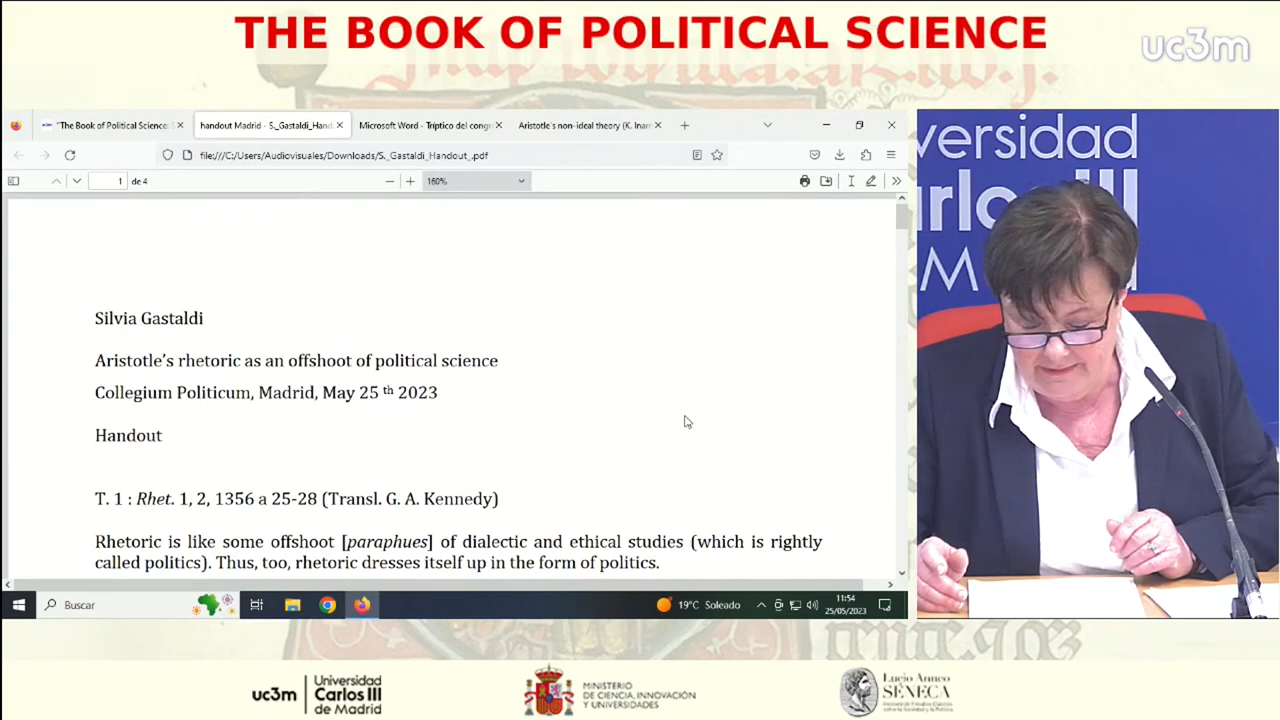 THE BOOK OF POLITICAL SCIENCE
uc3m
"The Book of Political Science:
handout Madrid - S._Gastaldi_Hand
Microsoft Word - Tríptico del congr
Aristotle's non-ideal theory (K. Inam
file:///C:/Users/Audiovisuales/Downloads/S._Gastaldi_Handout_.pdf
1 de 4
160%
Silvia Gastaldi
Aristotle's rhetoric as an offshoot of political science
Collegium Politicum, Madrid, May 25 th 2023
Handout
T. 1 : Rhet. 1, 2, 1356 a 25-28 (Transl. G. A. Kennedy)
Rhetoric is like some offshoot [paraphues] of dialectic and ethical studies (which is rightly
called politics). Thus, too, rhetoric dresses itself up in the form of politics.
versidad
arlos III
M
d
Buscar
19°C Soleado
11:54
25/05/2023
uc3m
Universidad
Carlos III
de Madrid
MINISTERIO
DE CIENCIA, INNOVACIÓN
Y UNIVERSIDADES
Lucio Anneo
SÉNECA